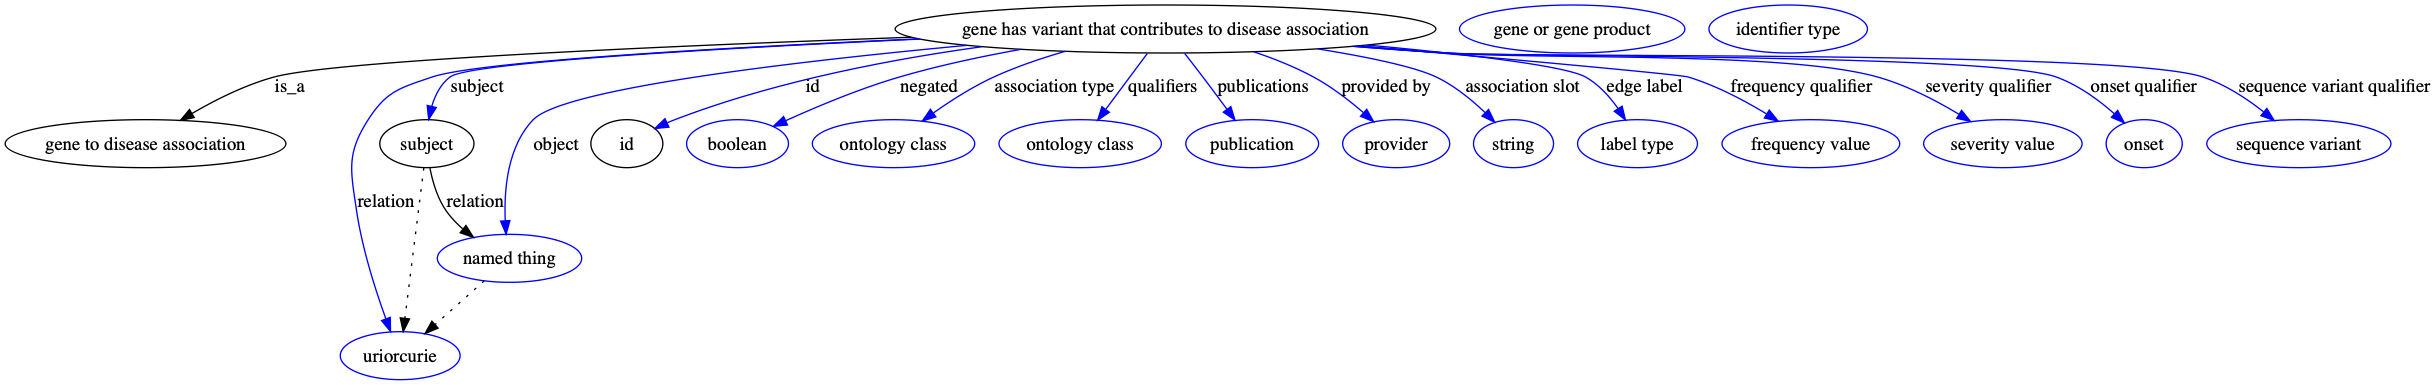 gene has variant that contributes to disease association
gene or gene product
identifier type
is_a
subject
id
negated
association type
qualifiers
publications
provided by
association slot
edge label
frequency qualifier
severity qualifier
onset qualifier
sequence variant qualifier
gene to disease association
subject
object
id
boolean
ontology class
ontology class
publication
provider
string
label type
frequency value
severity value
onset
sequence variant
relation
relation
named thing
uriorcurie